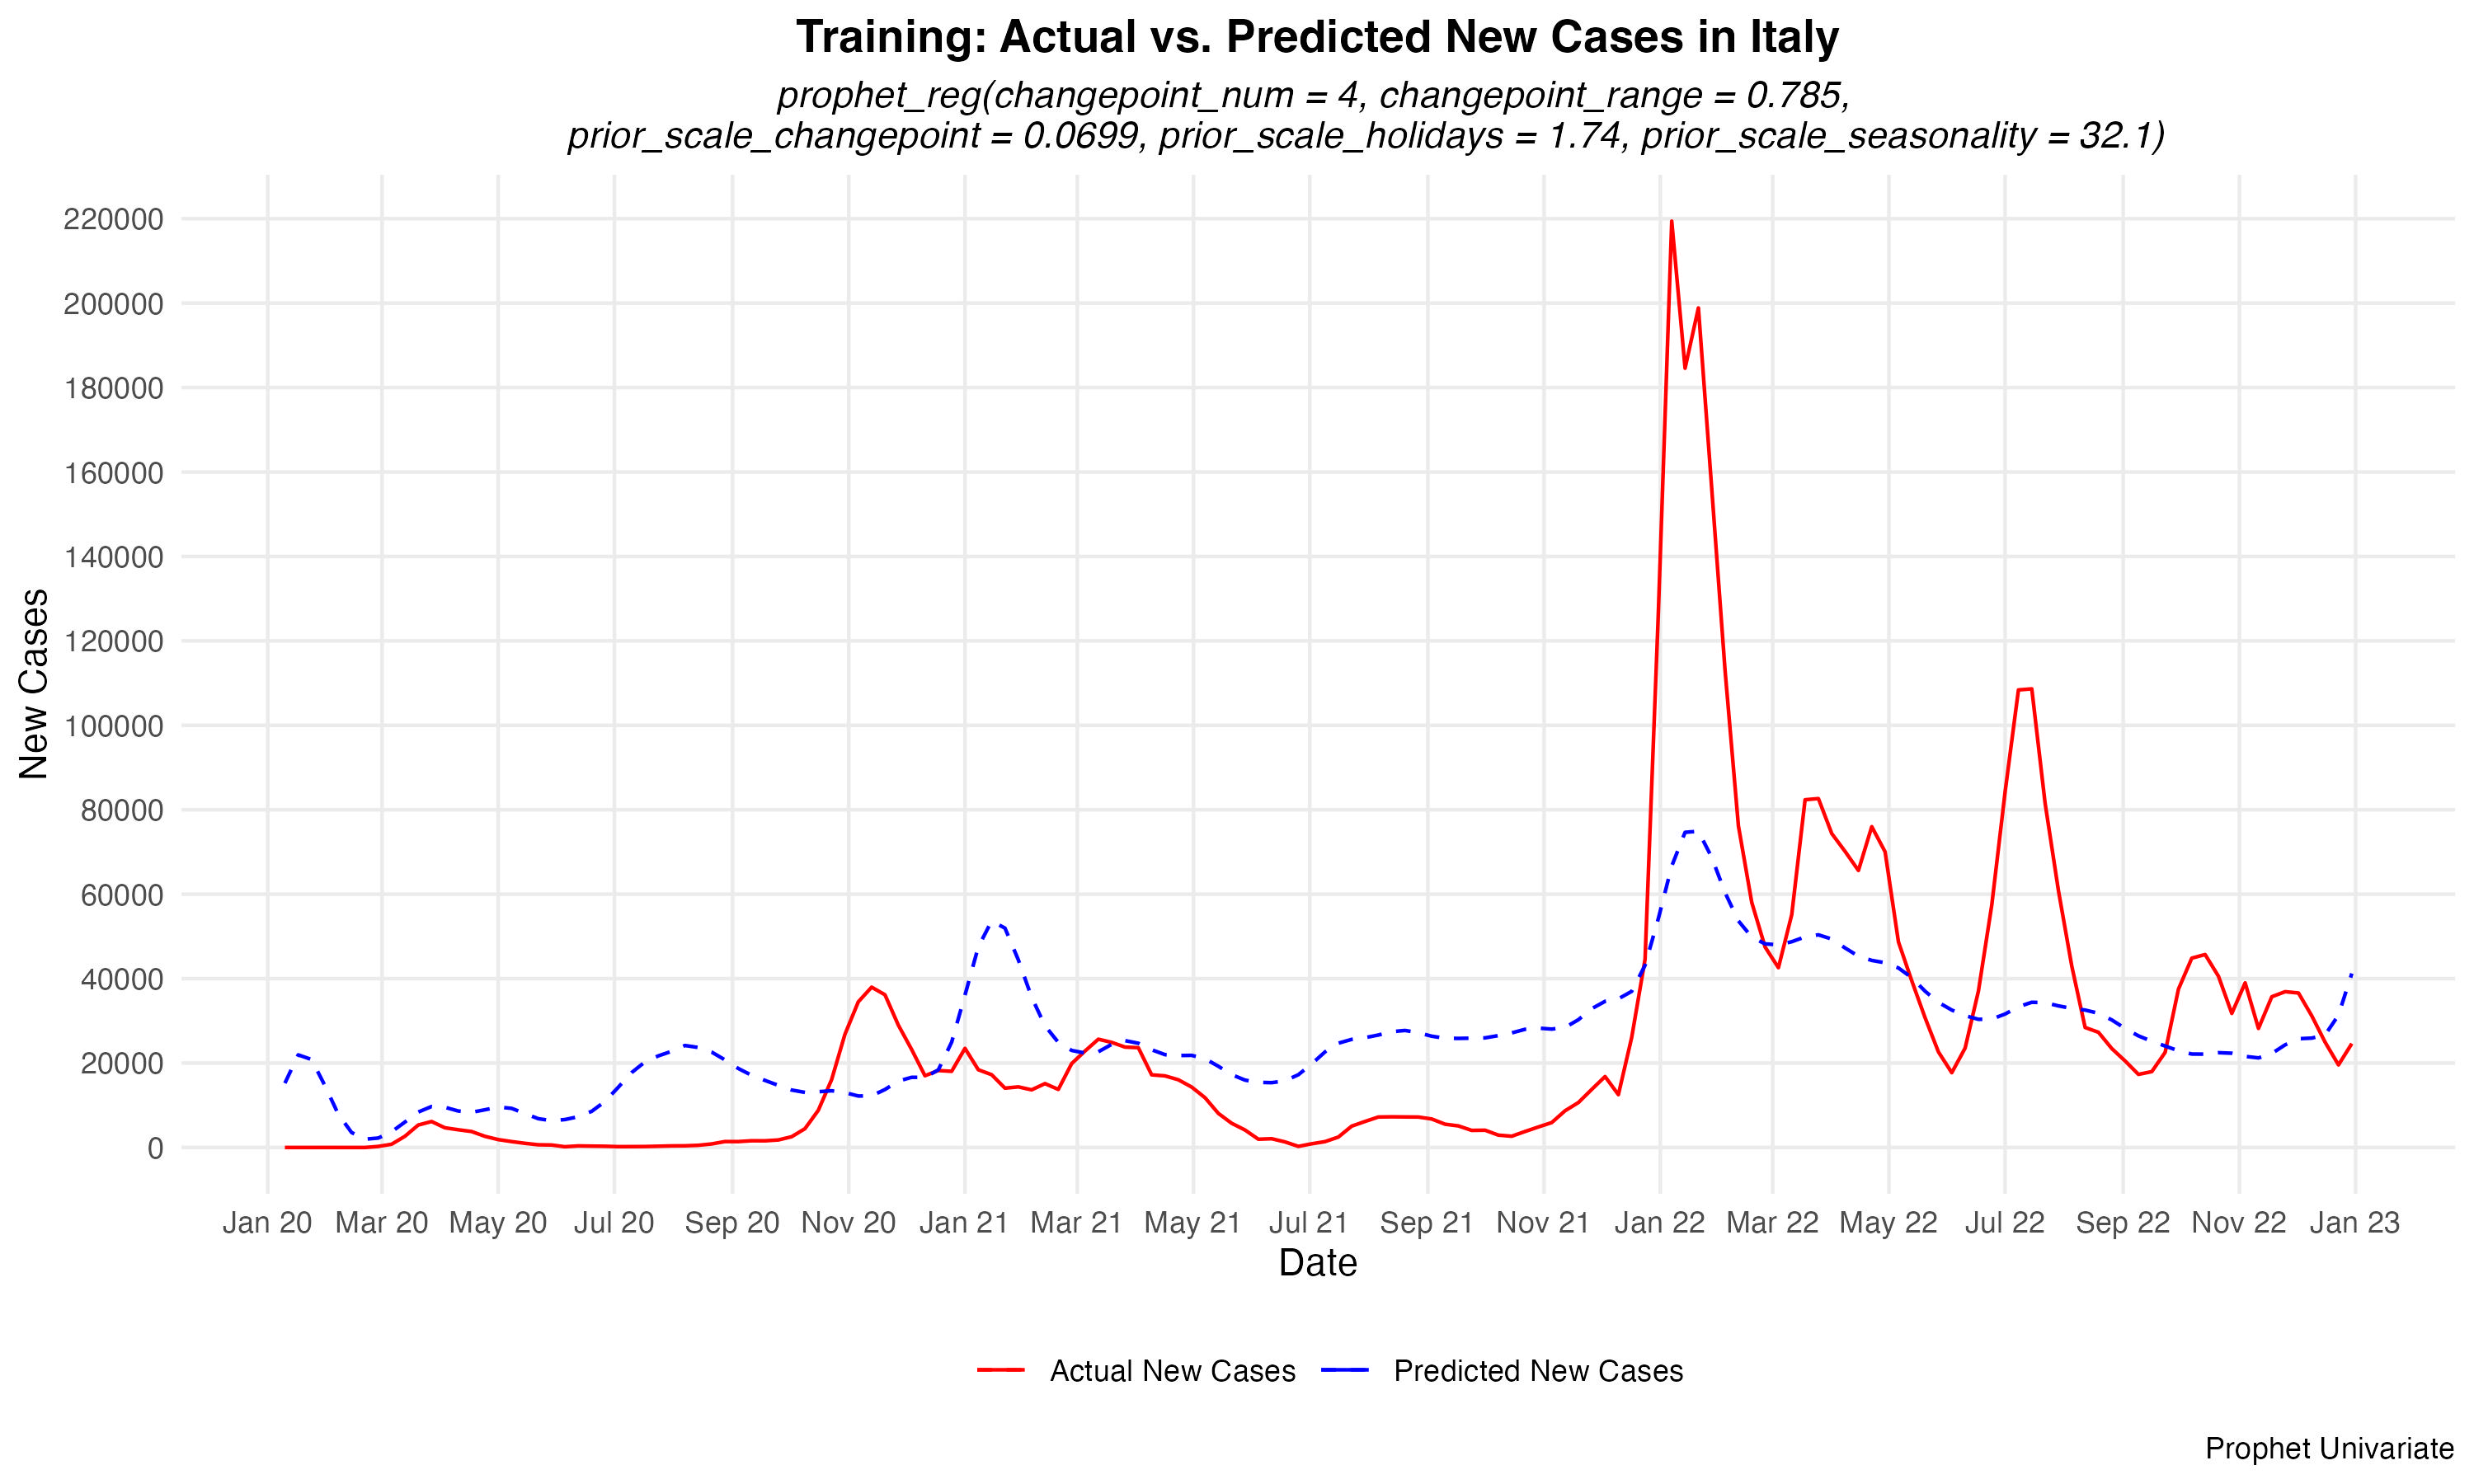 Training: Actual vs. Predicted New Cases in Italy
prophet_reg(changepoint_num = 4, changepoint_range = 0.785,
prior_scale_changepoint = 0.0699, prior_scale_holidays = 1.74, prior_scale_seasonality = 32.1)
New Cases
220000
200000
180000
160000
140000
120000
100000
80000
60000
40000
20000
0
Jan 20 Mar 20 May 20 Jul 20 Sep 20 Nov 20 Jan 21 Mar 21 May 21 Jul 21 Sep 21 Nov 21 Jan 22 Mar 22 May 22 Jul 22 Sep 22 Nov 22 Jan 23
Date
Actual New Cases Predicted New Cases
Prophet Univariate